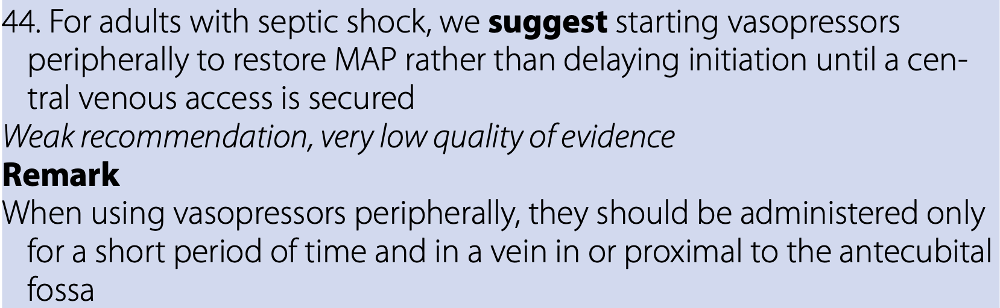 44. For adults with septic shock, we suggest starting vasopressors
peripherally to restore MAP rather than delaying initiation until a cen-
tral venous access is secured
Weak recommendation, very low quality of evidence
Remark
When using vasopressors peripherally, they should be administered only
for a short period of time and in a vein in or proximal to the antecubital
fossa